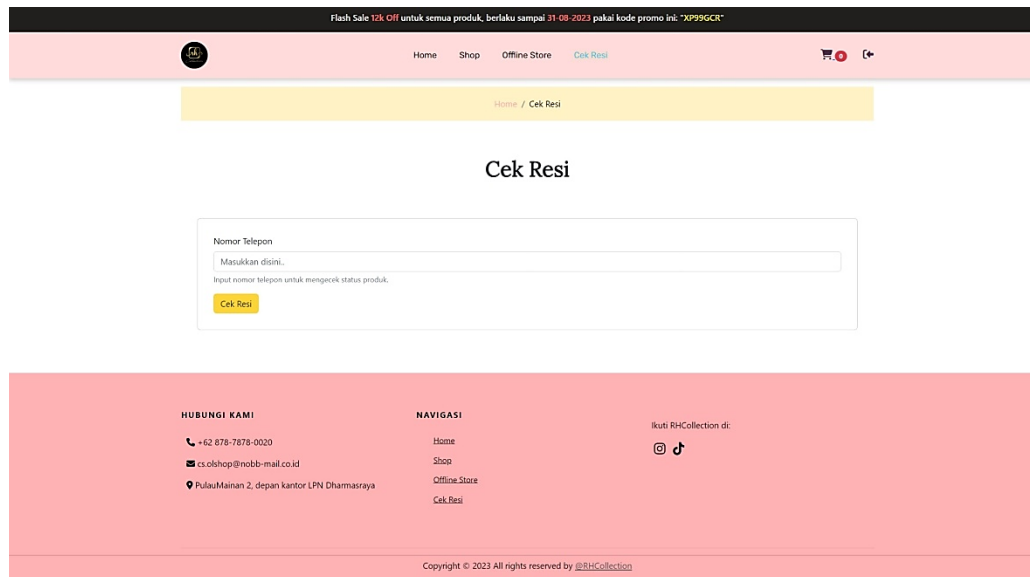 Flash Sale 12k Off untuk semua produk, berlaku sampai 31-08-2023 pakai kode promo ini: "XP99GCR"
Home Shop Offline Store Cek Resi 0
Home / Cek Resi
Cek Resi
Nomor Telepon
Masukkan disini..
Input nomor telepon untuk mengecek status produk.
Cek Resi
HUBUNGI KAMI
+62 878-7878-0020
cs.olshop@nobb-mail.co.id
PulauMainan 2, depan kantor LPN Dharmasraya
NAVIGASI
Home
Shop
Offline Store
Cek Resi
Ikuti RHCollection di:
Copyright © 2023 All rights reserved by @RHCollection